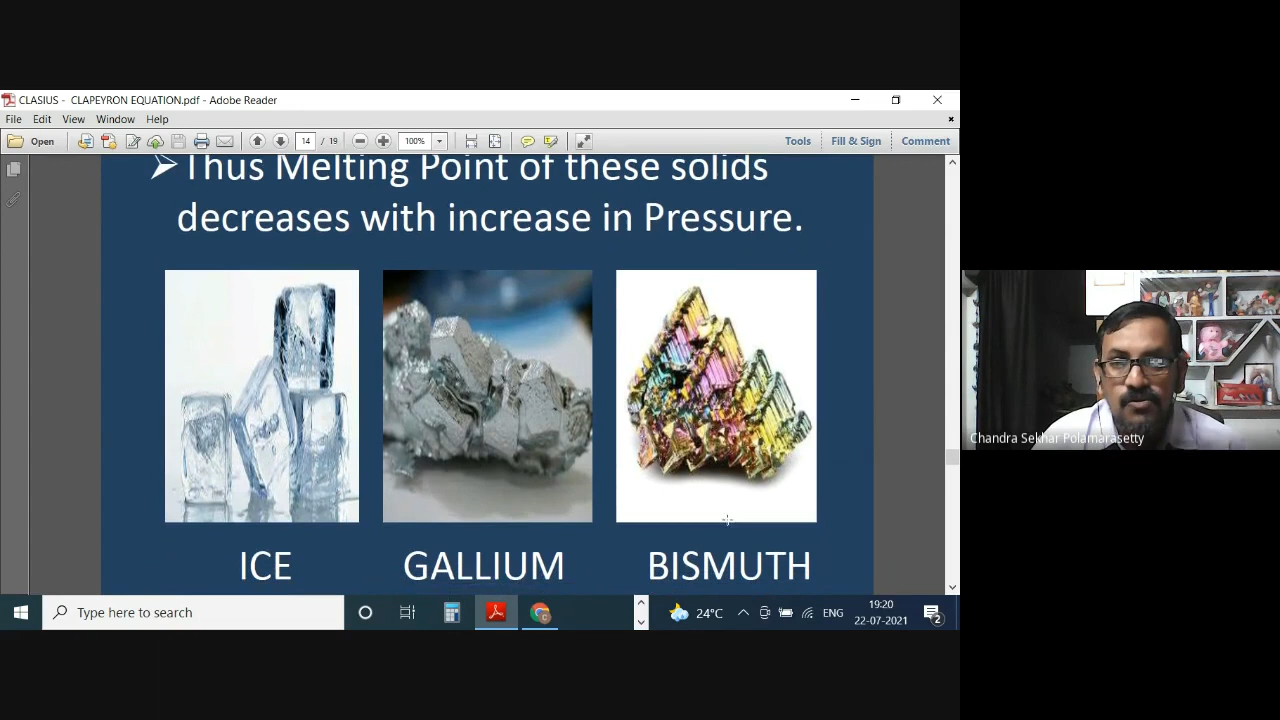 CLASIUS - CLAPEYRON EQUATION.pdf - Adobe Reader
File Edit View Window Help
Open 14 / 19 100% Tools Fill & Sign Comment
Thus Melting Point of these solids
decreases with increase in Pressure.
ICE GALLIUM BISMUTH
Chandra Sekhar Polamarasetty
Type here to search
24°C ENG 19:20
22-07-2021 2